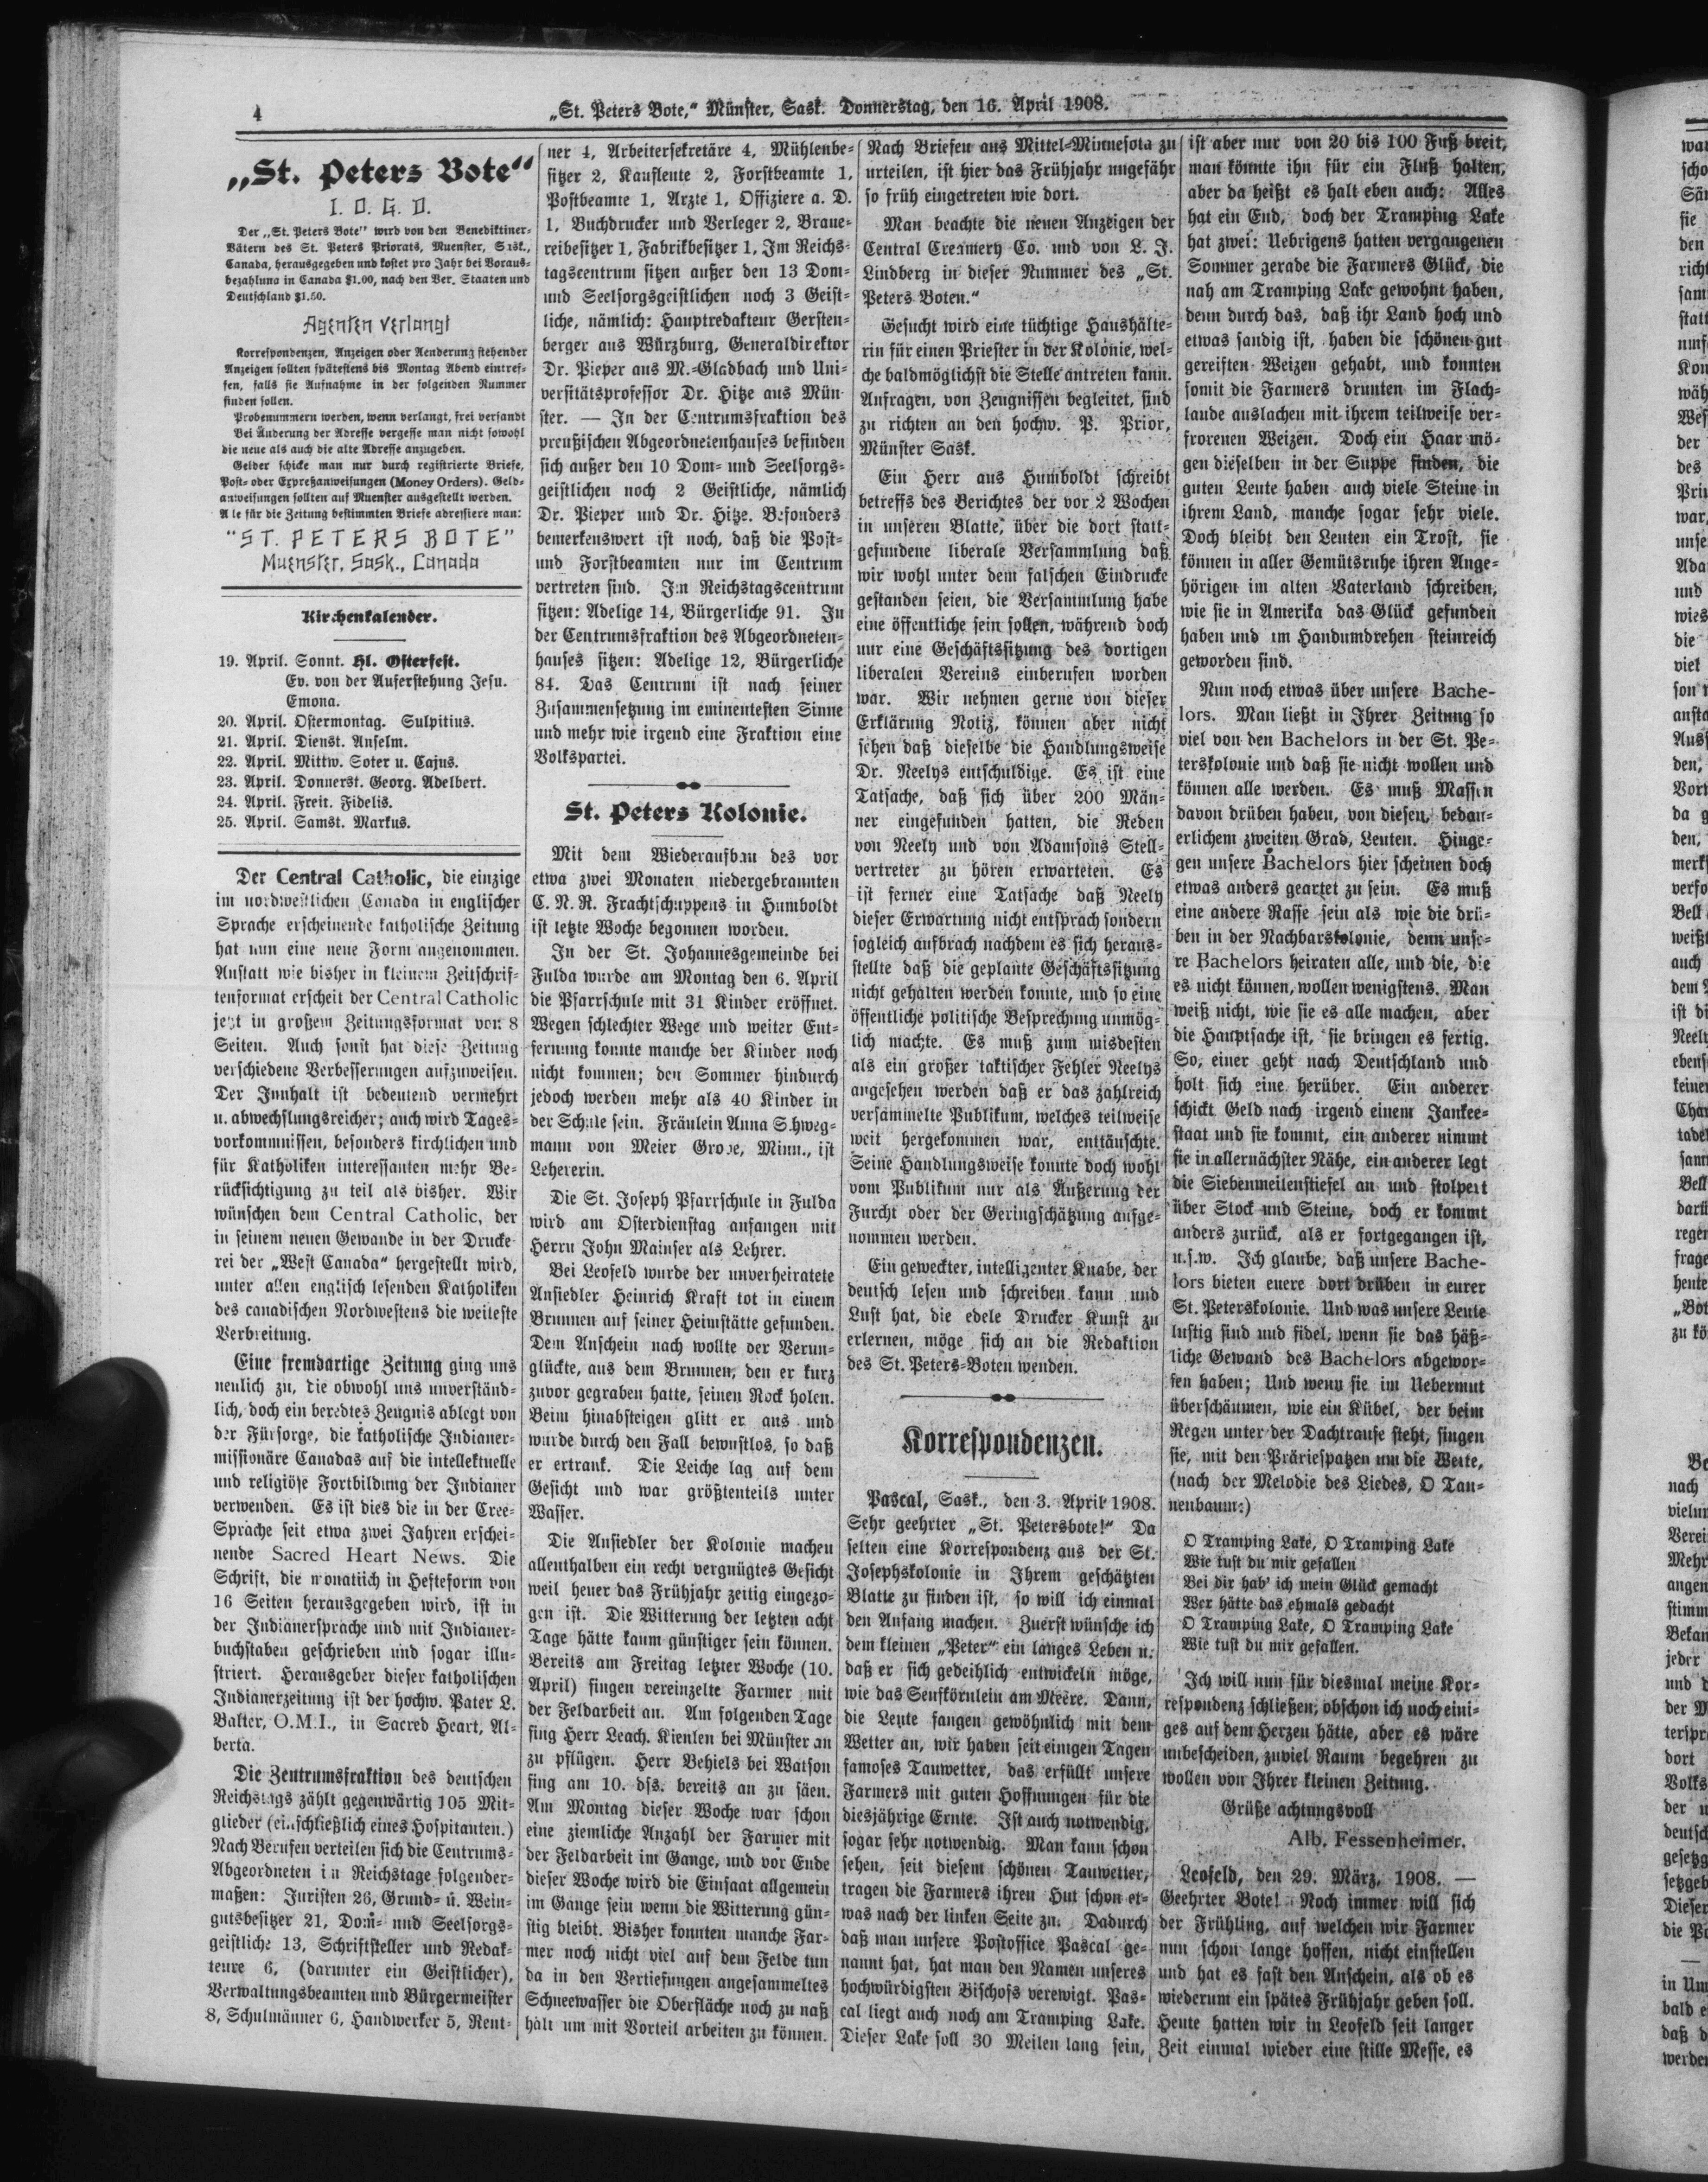 4
„St. Peters Bote,“ Münster, Sask. Donnerstag, den 16. April 1908.
„St. Peters Bote“
I. O. G. D.
Der „St. Peters Bote“ wird von den Benediktiner-
Vätern des St. Peters Priorats, Muenster, Sask.,
Canada, herausgegeben und kostet pro Jahr bei Voraus-
bezahlung in Canada $1.00, nach den Ver. Staaten und
Deutschland $1.50.
Agenten verlangt
Korrespondenzen, Anzeigen oder Aenderung stehender
Anzeigen sollten spätestens bis Montag Abend eintref-
fen, falls sie Aufnahme in der folgenden Nummer
finden sollen.
Probenummern werden, wenn verlangt, frei versandt
Bei Änderung der Adresse vergesse man nicht sowohl
die neue als auch die alte Adresse anzugeben.
Gelder schicke man nur durch registrierte Briefe,
Post- oder Expreßanweisungen (Money Orders). Geld-
anweisungen sollten auf Muenster ausgestellt werden.
A le für die Zeitung bestimmten Briefe adressiere man:
"ST. PETERS BOTE"
Muenster, Sask., Canada
Kirchenkalender.
19. April. Sonnt. Hl. Osterfest.
Ev. von der Auferstehung Jesu.
Emona.
20. April. Ostermontag. Sulpitius.
21. April. Dienst. Anselm.
22. April. Mittw. Soter u. Cajus.
23. April. Donnerst. Georg. Adelbert.
24. April. Freit. Fidelis.
25. April. Samst. Markus.
Der Central Catholic, die einzige
im nordwestlichen Canada in englischer
Sprache erscheinende katholische Zeitung
hat nun eine neue Form angenommen.
Anstatt wie bisher in kleinem Zeitschrif-
tenformat erscheit der Central Catholic
jetzt in großem Zeitungsformat von 8
Seiten. Auch sonst hat diese Zeitung
verschiedene Verbesserungen aufzuweisen.
Der Innhalt ist bedeutend vermehrt
u. abwechslungsreicher; auch wird Tages-
vorkommnissen, besonders kirchlichen und
für Katholiken interessanten mehr Be-
rücksichtigung zu teil als bisher. Wir
wünschen dem Central Catholic, der
in seinem neuen Gewande in der Drucke
rei der „West Canada“ hergestellt wird,
unter allen englisch lesenden Katholiken
des canadischen Nordwestens die weiteste
Verbreitung.
Eine fremdartige Zeitung ging uns
neulich zu, die obwohl uns unverständ-
lich, doch ein beredtes Zeugnis ablegt von
der Fürsorge, die katholische Indianer-
missionäre Canadas auf die intellektuelle
und religiöse Fortbildung der Indianer
verwenden. Es ist dies die in der Cree-
Sprache seit etwa zwei Jahren erschei-
nende Sacred Heart News. Die
Schrift, die monatlich in Hefteform von
16 Seiten herausgegeben wird, ist in
der Indianersprache und mit Indianer-
buchstaben geschrieben und sogar illu-
striert. Herausgeber dieser katholischen
Indianerzeitung ist der hochw. Pater L.
Balter, O.M.I., in Sacred Heart, Al-
berta.
Die Zentrumsfraktion des deutschen
Reichstags zählt gegenwärtig 105 Mit-
glieder (einschließlich eines Hospitanten.)
Nach Berufen verteilen sich die Centrums-
Abgeordneten in Reichstage folgender-
maßen: Juristen 26, Grund- u. Wein-
gutsbesitzer 21, Dom- und Seelsorgs-
geistliche 13, Schriftsteller und Redak-
teure 6, (darunter ein Geistlicher),
Verwaltungsbeamten und Bürgermeister
8, Schulmänner 6, Handwerker 5, Rent-
ner 4, Arbeitersekretäre 4, Mühlenbe-
sitzer 2, Kaufleute 2, Forstbeamte 1,
Postbeamte 1, Arzte 1, Offiziere a. D.
1, Buchdrucker und Verleger 2, Braue-
reibesitzer 1, Fabrikbesitzer 1, Im Reichs-
tagscentrum sitzen außer den 13 Dom-
und Seelsorgsgeistlichen noch 3 Geist-
liche, nämlich: Hauptredakteur Gersten-
berger aus Würzburg, Generaldirektor
Dr. Pieper aus M.-Gladbach und Uni-
versitätsprofessor Dr. Hitze aus Mün
ster. — In der Centrumsfraktion des
preußischen Abgeordnetenhauses befinden
sich außer den 10 Dom- und Seelsorgs-
geistlichen noch 2 Geistliche, nämlich
Dr. Pieper und Dr. Hitze. Besonders
bemerkenswert ist noch, daß die Post-
und Forstbeamten nur im Centrum
vertreten sind. Im Reichstagscentrum
sitzen: Adelige 14, Bürgerliche 91. In
der Centrumsfraktion des Abgeordneten-
hauses sitzen: Adelige 12, Bürgerliche
84. Das Centrum ist nach seiner
Zusammensetzung im eminentesten Sinne
und mehr wie irgend eine Fraktion eine
Volkspartei.
St. Peters Kolonie.
Mit dem Wiederaufbau des vor
etwa zwei Monaten niedergebrannten
C. N. R. Frachtschuppens in Humboldt
ist letzte Woche begonnen worden.
In der St. Johannesgemeinde bei
Fulda wurde am Montag den 6. April
die Pfarrschule mit 31 Kinder eröffnet.
Wegen schlechter Wege und weiter Ent-
fernung konnte manche der Kinder noch
nicht kommen; den Sommer hindurch
jedoch werden mehr als 40 Kinder in
der Schule sein. Fräulein Anna Schweg-
mann von Meier Grove, Minn., ist
Lehererin.
Die St. Joseph Pfarrschule in Fulda
wird am Osterdienstag anfangen mit
Herrn John Mainser als Lehrer.
Bei Leofeld wurde der unverheiratete
Ansiedler Heinrich Kraft tot in einem
Brunnen auf seiner Heimstätte gefunden.
Dem Anschein nach wollte der Verun-
glückte, aus dem Brunnen, den er kurz
zuvor gegraben hatte, seinen Rock holen.
Beim hinabsteigen glitt er aus und
wurde durch den Fall bewustlos, so daß
er ertrank. Die Leiche lag auf dem
Gesicht und war größtenteils unter
Wasser.
Die Ansiedler der Kolonie machen
allenthalben ein recht vergnügtes Gesicht
weil heuer das Frühjahr zeitig eingezo-
gen ist. Die Witterung der letzten acht
Tage hätte kaum günstiger sein können.
Bereits am Freitag letzter Woche (10.
April) fingen vereinzelte Farmer mit
der Feldarbeit an. Am folgenden Tage
fing Herr Leach. Kienlen bei Münster an
zu pflügen. Herr Vehiels bei Watson
fing am 10. dss. bereits an zu säen.
Am Montag dieser Woche war schon
eine ziemliche Anzahl der Farmer mit
der Feldarbeit im Gange, und vor Ende
dieser Woche wird die Einsaat allgemein
im Gange sein wenn die Witterung gün-
stig bleibt. Bisher konnten manche Far-
mer noch nicht viel auf dem Felde tun
da in den Vertiefungen angesammeltes
Schneewasser die Oberfläche noch zu naß
hält um mit Vorteil arbeiten zu können.
Nach Briefen aus Mittel-Minnesota zu
urteilen, ist hier das Frühjahr ungefähr
so früh eingetreten wie dort.
Man beachte die neuen Anzeigen der
Central Creamery Co. und von L. J.
Lindberg in dieser Nummer des „St.
Peters Boten.“
Gesucht wird eine tüchtige Haushälte-
rin für einen Priester in der Kolonie, wel-
che baldmöglichst die Stelle antreten kann.
Anfragen, von Zeugnissen begleitet, sind
zu richten an den hochw. P. Prior,
Münster Sask.
Ein Herr aus Humboldt schreibt
betreffs des Berichtes der vor 2 Wochen
in unseren Blatte, über die dort statt-
gefundene liberale Versammlung daß
wir wohl unter dem falschen Eindrucke
gestanden seien, die Versammlung habe
eine öffentliche sein sollen, während doch
nur eine Geschäftssitzung des dortigen
liberalen Vereins einberufen worden
war. Wir nehmen gerne von dieser
Erklärung Notiz, können aber nicht
sehen daß dieselbe die Handlungsweise
Dr. Neelys entschuldige. Es ist eine
Tatsache, daß sich über 200 Män-
ner eingefunden hatten, die Reden
von Neely und von Adamsons Stell-
vertreter zu hören erwarteten. Es
ist ferner eine Tatsache daß Neely
dieser Erwartung nicht entsprach sondern
sogleich aufbrach nachdem es sich heraus-
stellte daß die geplante Geschäftssitzung
nicht gehalten werden konnte, und so eine
öffentliche politische Besprechung unmög-
lich machte. Es muß zum misdesten
als ein großer taktischer Fehler Neelys
angesehen werden daß er das zahlreich
versammelte Publikum, welches teilweise
weit hergekommen war, enttäuschte.
Seine Handlungsweise konnte doch wohl
vom Publikum nur als Äußerung der
Furcht oder der Geringschätzung aufge-
nommen werden.
Ein geweckter, intelligenter Knabe, der
deutsch lesen und schreiben kann und
Lust hat, die edele Drucker Kunst zu
erlernen, möge sich an die Redaktion
des St. Peters-Boten wenden.
Korrespondenzen.
Pascal, Sask., den 3. April 1908.
Sehr geehrter „St. Petersbote!“ Da
selten eine Korrespondenz aus der St.
Josephskolonie in Ihrem geschätzten
Blatte zu finden ist, so will ich einmal
den Anfang machen. Zuerst wünsche ich
dem kleinen „Peter“ ein langes Leben u.
daß er sich gedeihlich entwickeln möge,
wie das Senfkörnlein am Meere. Dann,
die Leute fangen gewöhnlich mit dem
Wetter an, wir haben seit einigen Tagen
famoses Tauwetter, das erfüllt unsere
Farmers mit guten Hoffnungen für die
diesjährige Ernte. Ist auch notwendig,
sogar sehr notwendig. Man kann schon
sehen, seit diesem schönen Tauwetter,
tragen die Farmers ihren Hut schon et-
was nach der linken Seite zu. Dadurch
daß man unsere Postoffice Pascal ge-
nannt hat, hat man den Namen unseres
hochwürdigsten Bischofs verewigt. Pas-
cal liegt auch noch am Tramping Lake.
Dieser Lake soll 30 Meilen lang sein,
ist aber nur von 20 bis 100 Fuß breit,
man könnte ihn für ein Fluß halten,
aber da heißt es halt eben auch: Alles
hat ein End, doch der Tramping Lake
hat zwei: Uebrigens hatten vergangenen
Sommer gerade die Farmers Glück, die
nah am Tramping Lake gewohnt haben,
denn durch das, daß ihr Land hoch und
etwas sandig ist, haben die schönen gut
gereiften Weizen gehabt, und konnten
somit die Farmers drunten im Flach-
lande auslachen mit ihrem teilweise ver-
frorenen Weizen. Doch ein Haar mö-
gen dieselben in der Suppe finden, die
guten Leute haben auch viele Steine in
ihrem Land, manche sogar sehr viele.
Doch bleibt den Leuten ein Trost, sie
können in aller Gemütsruhe ihren Ange-
hörigen im alten Vaterland schreiben,
wie sie in Amerika das Glück gefunden
haben und im Handumdrehen steinreich
geworden sind.
Nun noch etwas über unsere Bache-
lors. Man ließt in Ihrer Zeitung so
viel von den Bachelors in der St. Pe-
terskolonie und daß sie nicht wollen und
können alle werden. Es muß Massen
davon drüben haben, von diesen, bedau-
erlichem zweiten Grad, Leuten. Hinge-
gen unsere Bachelors hier scheinen doch
etwas anders geartet zu sein. Es muß
eine andere Rasse sein als wie die drü-
ben in der Nachbarskolonie, denn unse-
re Bachelors heiraten alle, und die, die
es nicht können, wollen wenigstens. Man
weiß nicht, wie sie es alle machen, aber
die Hauptsache ist, sie bringen es fertig.
So, einer geht nach Deutschland und
holt sich eine herüber. Ein anderer
schickt Geld nach irgend einem Jankee-
staat und sie kommt, ein anderer nimmt
sie in allernächster Nähe, ein anderer legt
die Siebenmeilenstiefel an und stolpert
über Stock und Steine, doch er kommt
anders zurück, als er fortgegangen ist,
u.s.w. Ich glaube, daß unsere Bache-
lors bieten euere dort drüben in eurer
St. Peterskolonie. Und was unsere Leute
lustig sind und fidel, wenn sie das häß-
liche Gewand des Bachelors abgewor-
fen haben; Und wenn sie im Uebermut
überschäumen, wie ein Kübel, der beim
Regen unter der Dachtraufe steht, singen
sie, mit den Präriespatzen um die Wette,
(nach der Melodie des Liedes, O Tan-
nenbaum:)
O Tramping Lake, O Tramping Lake
Wie tust du mir gefallen
Bei dir hab' ich mein Glück gemacht
Wer hätte das ehmals gedacht
O Tramping Lake, O Tramping Lake
Wie tust du mir gefallen.
Ich will nun für diesmal meine Kor-
respondenz schließen, obschon ich noch eini-
ges auf dem Herzen hätte, aber es wäre
unbescheiden, zuviel Raum begehren zu
wollen von Ihrer kleinen Zeitung.
Grüße achtungsvoll
Alb. Fessenheimer.
Leofeld, den 29. März, 1908. —
Geehrter Bote! Noch immer will sich
der Frühling, auf welchen wir Farmer
nun schon lange hoffen, nicht einstellen
und hat es fast den Anschein, als ob es
wiederum ein spätes Frühjahr geben soll.
Heute hatten wir in Leofeld seit langer
Zeit einmal wieder eine stille Messe, es